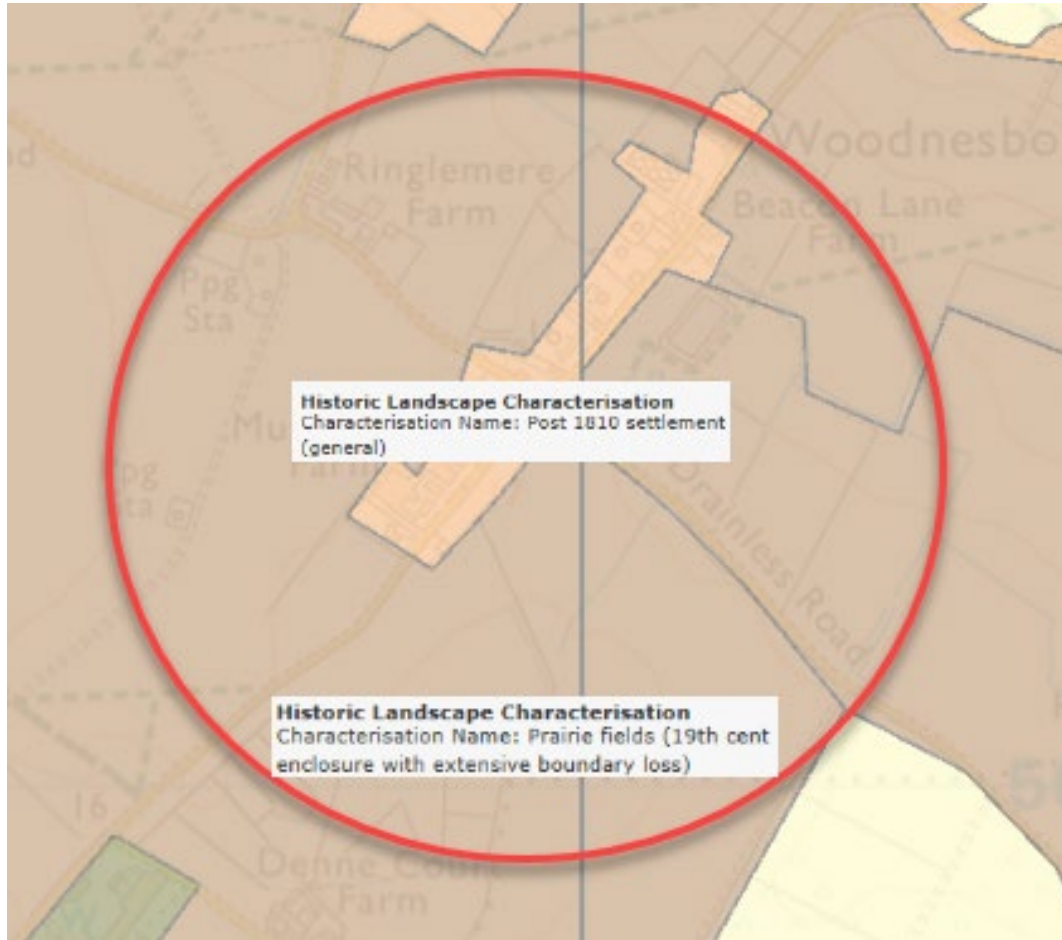 Woodnesbo
Ringlemere
Farm
Beacon Lane
Farm
Ppg
Sta
Historic Landscape Characterisation
Characterisation Name: Post 1810 settlement
(general)
Mu
Farm
Sta
Drainless Road
Historic Landscape Characterisation
Characterisation Name: Prairie fields (19th cent
enclosure with extensive boundary loss)
16
Denne Court
Farm